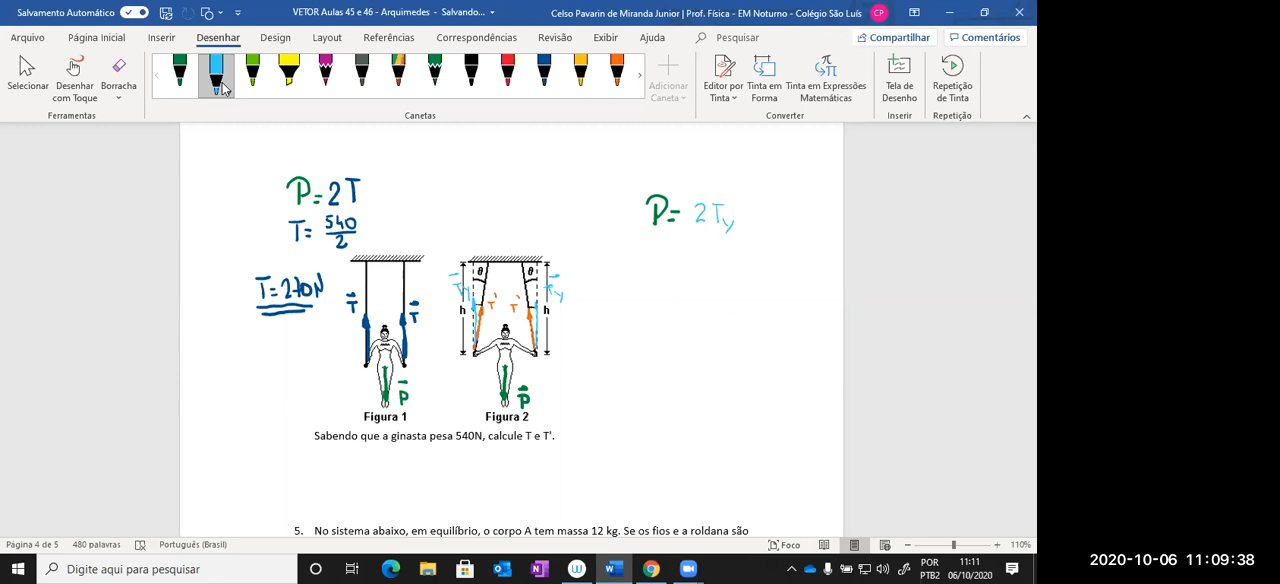 Salvamento Automático
VETOR Aulas 45 e 46 - Arquimedes - Salvando...
Celso Pavarin de Miranda Junior | Prof. Física - EM Noturno - Colégio São Luís
CP
Arquivo Página Inicial Inserir Desenhar Design Layout Referências Correspondências Revisão Exibir Ajuda Pesquisar
Compartilhar Comentários
Selecionar
Desenhar com Toque
Borracha
Adicionar Caneta
Editor por Tinta
Tinta em Forma
Tinta em Expressões Matemáticas
Tela de Desenho
Repetição de Tinta
Ferramentas Canetas Converter Inserir Repetição
P = 2T
T = 540/2
T = 270N
P = 2Ty
θ θ
Ty Ty
T T
T' T'
h h
P P
Figura 1 Figura 2
Sabendo que a ginasta pesa 540N, calcule T e T'.
5. No sistema abaixo, em equilíbrio, o corpo A tem massa 12 kg. Se os fios e a roldana são
Página 4 de 5 480 palavras Português (Brasil) Foco 110%
Digite aqui para pesquisar
POR 11:11
PTB2 06/10/2020
2020-10-06 11:09:38